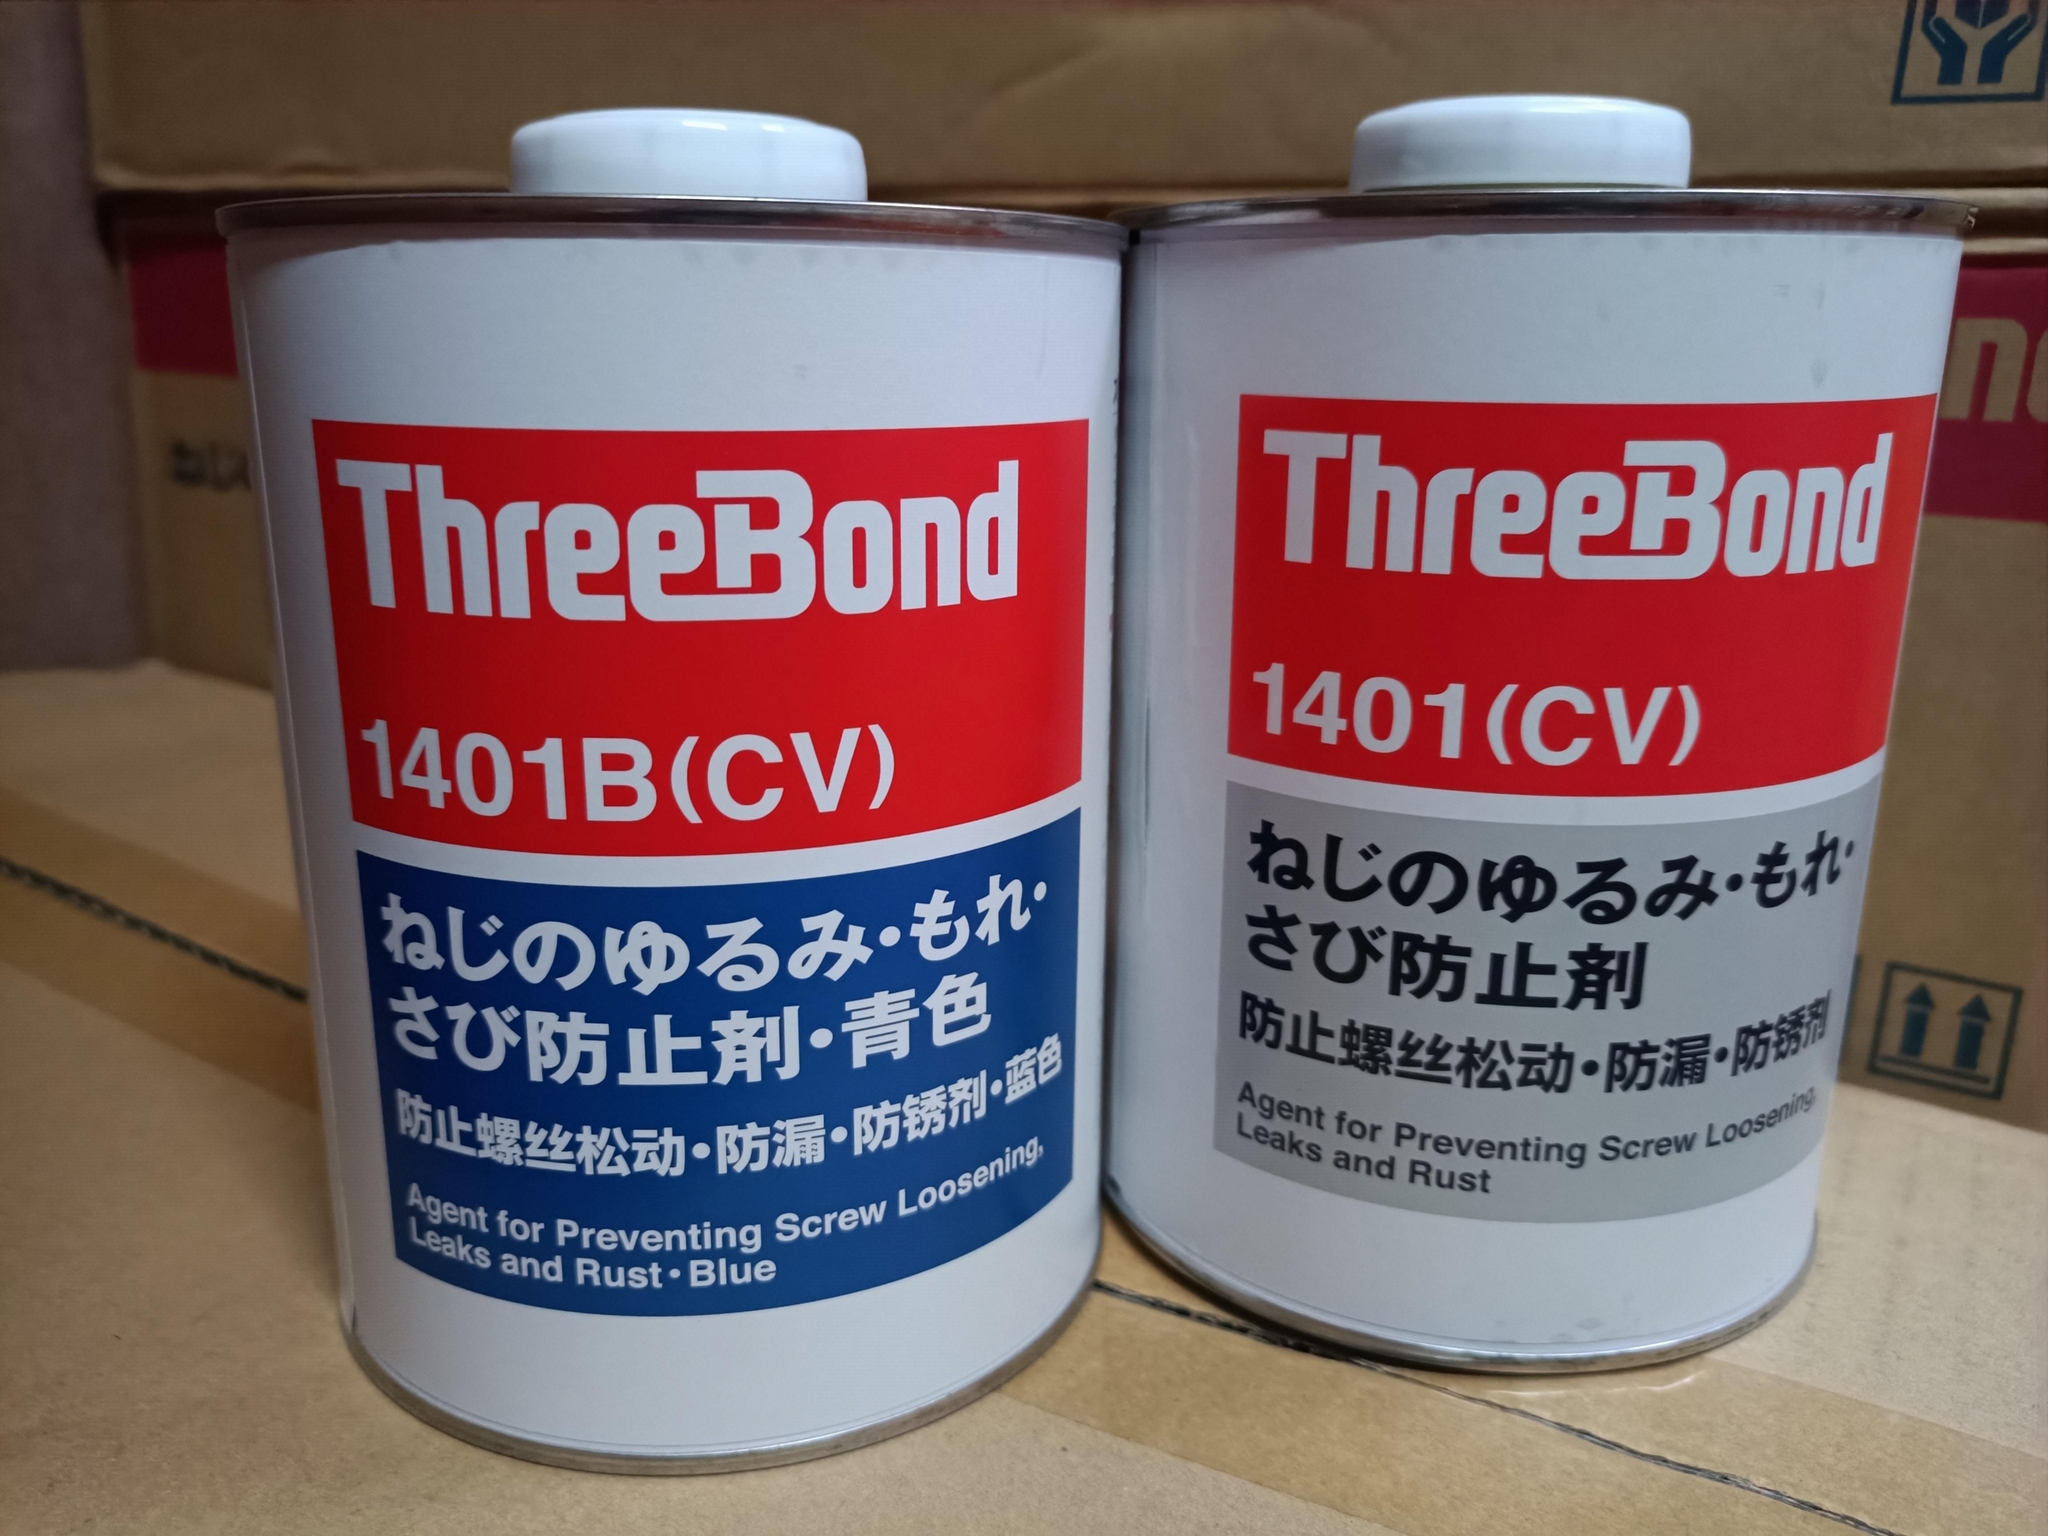 ThreeBond
1401B(CV)
ねじのゆるみ・もれ・
さび防止剤・青色
防止螺丝松动・防漏・防锈剂・蓝色
Agent for Preventing Screw Loosening,
Leaks and Rust・Blue
ThreeBond
1401(CV)
ねじのゆるみ・もれ・
さび防止剤
防止螺丝松动・防漏・防锈剂
Agent for Preventing Screw Loosening,
Leaks and Rust